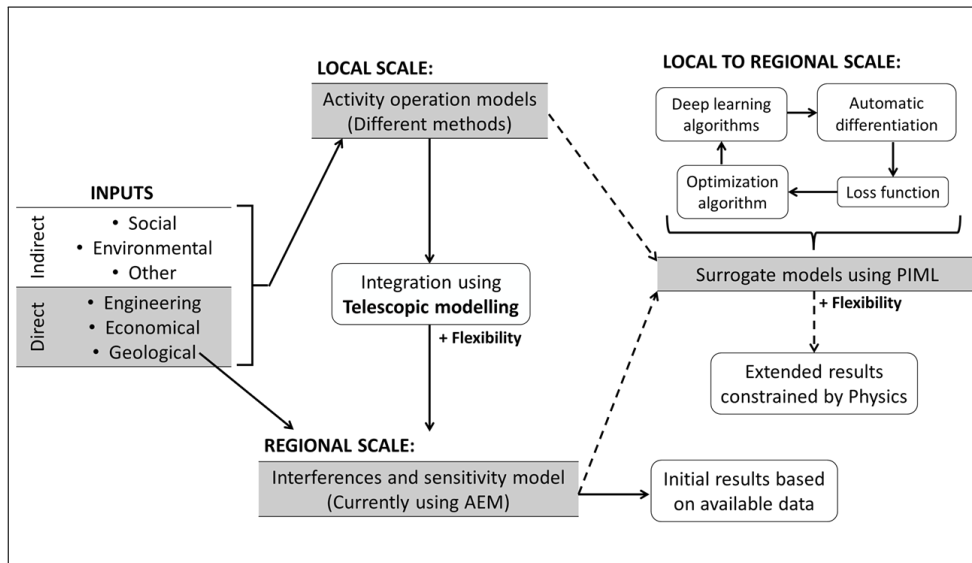 LOCAL SCALE:
Activity operation models
(Different methods)
INPUTS
Indirect
• Social
• Environmental
• Other
Direct
• Engineering
• Economical
• Geological
Integration using
Telescopic modelling
+ Flexibility
REGIONAL SCALE:
Interferences and sensitivity model
(Currently using AEM)
Initial results based
on available data
LOCAL TO REGIONAL SCALE:
Deep learning
algorithms
Automatic
differentiation
Optimization
algorithm
Loss function
Surrogate models using PIML
+ Flexibility
Extended results
constrained by Physics